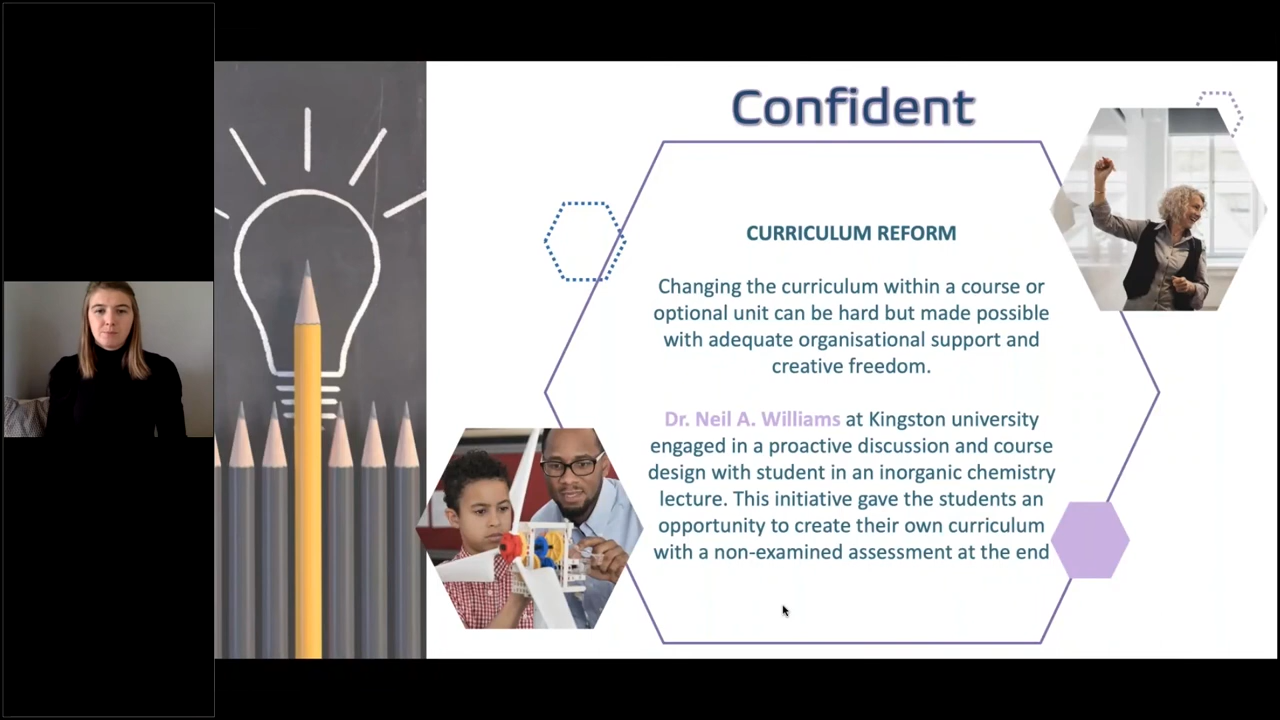 Confident
CURRICULUM REFORM
Changing the curriculum within a course or
optional unit can be hard but made possible
with adequate organisational support and
creative freedom.
Dr. Neil A. Williams at Kingston university
engaged in a proactive discussion and course
design with student in an inorganic chemistry
lecture. This initiative gave the students an
opportunity to create their own curriculum
with a non-examined assessment at the end